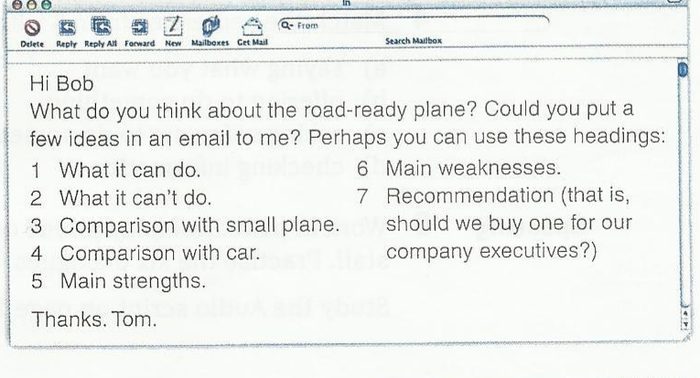 In
Delete Reply Reply All Forward New Mailboxes Get Mail
From
Search Mailbox
Hi Bob
What do you think about the road-ready plane? Could you put a
few ideas in an email to me? Perhaps you can use these headings:
1 What it can do.
2 What it can't do.
3 Comparison with small plane.
4 Comparison with car.
5 Main strengths.
6 Main weaknesses.
7 Recommendation (that is,
should we buy one for our
company executives?)
Thanks. Tom.